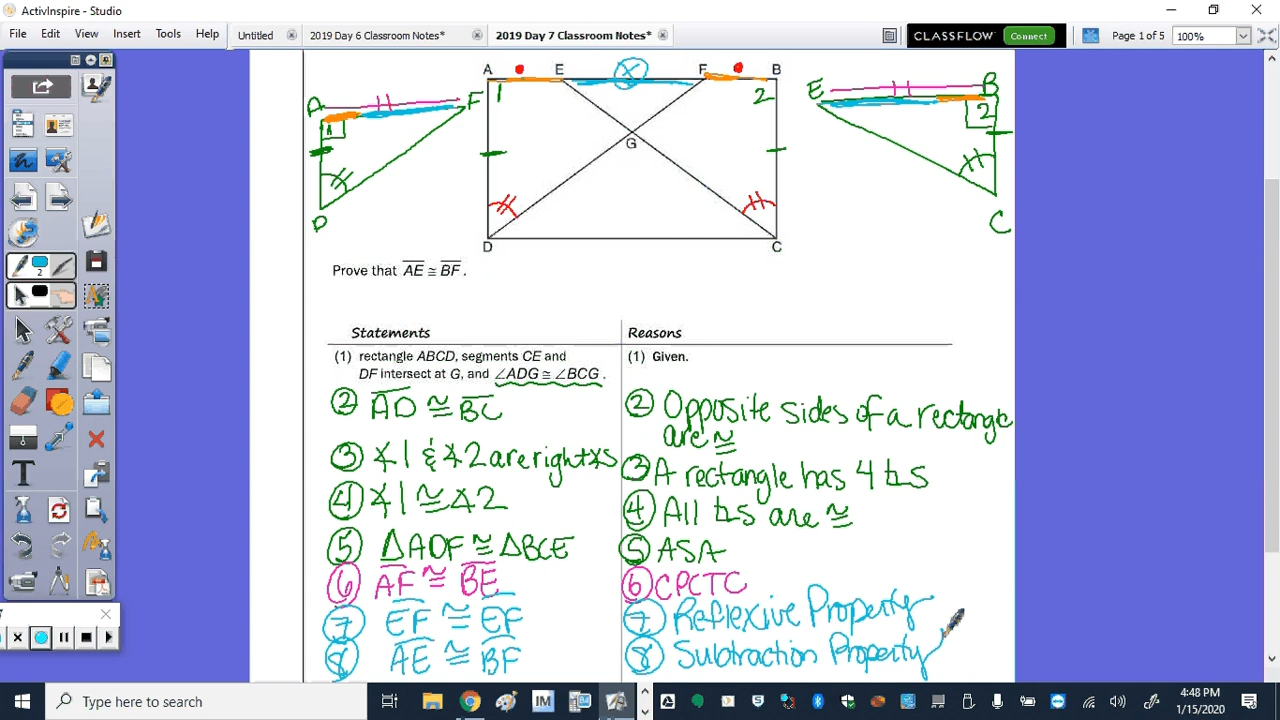 ActivInspire - Studio
File Edit View Insert Tools Help
Untitled
2019 Day 6 Classroom Notes*
2019 Day 7 Classroom Notes*
CLASSFLOW Connect
Page 1 of 5
100%
A E F B
1 2
G
D C
A F
1
D
E B
2
C
Prove that AE ≅ BF.
Statements Reasons
(1) rectangle ABCD, segments CE and
DF intersect at G, and ∠ADG ≅ ∠BCG.
(1) Given.
② AD ≅ BC
② Opposite sides of a rectangle
are ≅
③ ∡1 & ∡2 are right ∡s
③ A rectangle has 4 ⊾s
④ ∡1 ≅ ∡2
④ All ⊾s are ≅
⑤ △ADF ≅ △BCE
⑤ ASA
⑥ AF ≅ BE
⑥ CPCTC
⑦ EF ≅ EF
⑦ Reflexive Property
⑧ AE ≅ BF
⑧ Subtraction Property
2
T
Type here to search
IM
4:48 PM
1/15/2020